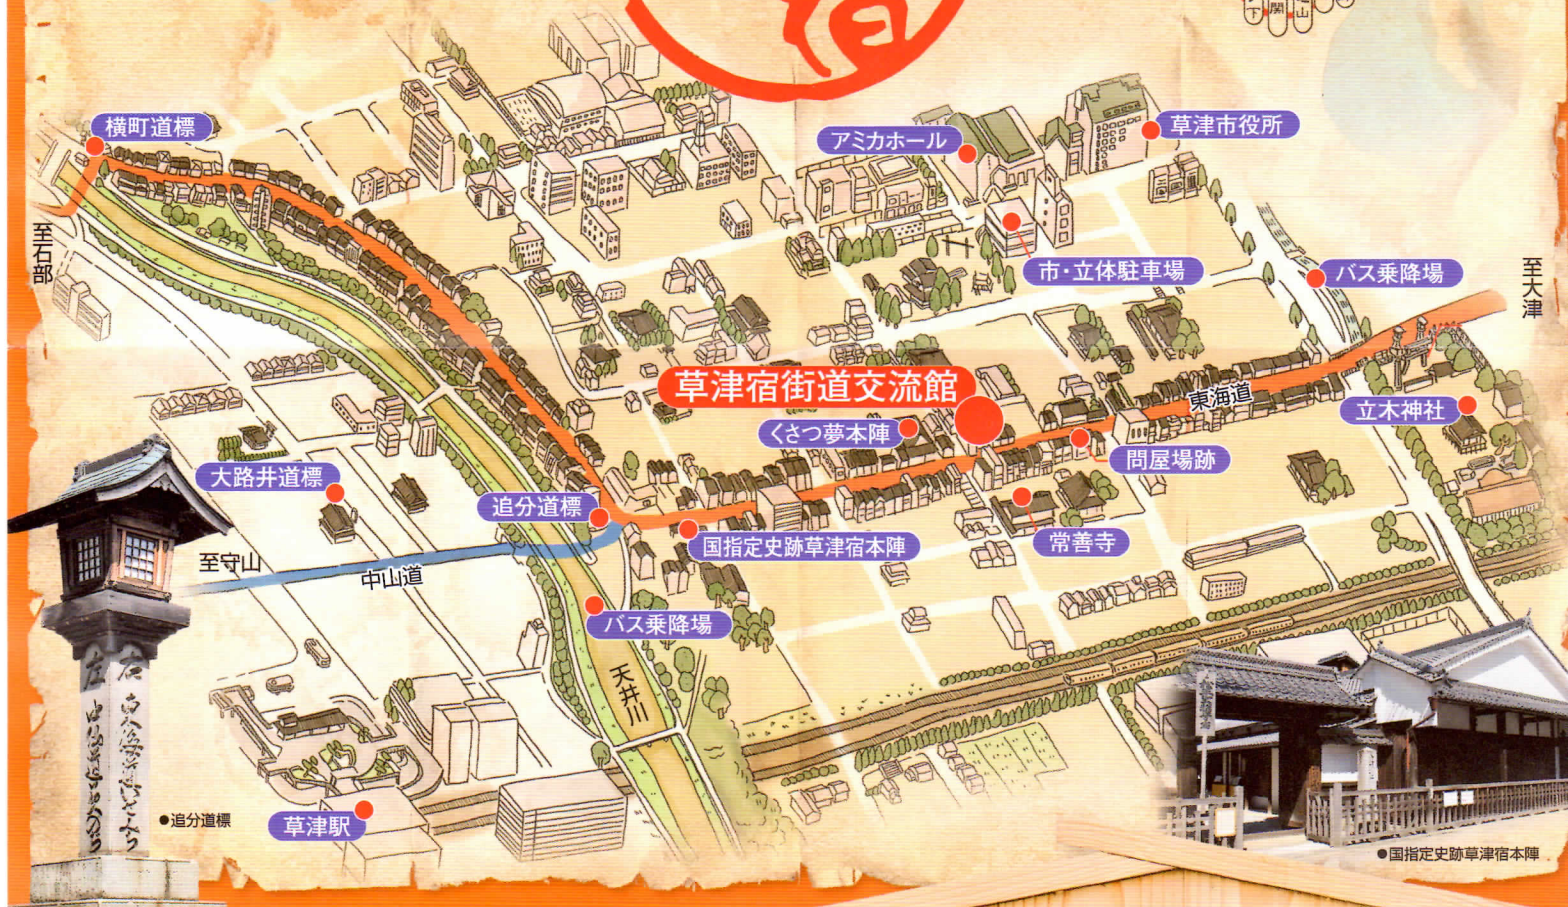 宿
横町道標
アミカホール
草津市役所
至石部
市・立体駐車場
バス乗降場
至大津
草津宿街道交流館
東海道
くさつ夢本陣
立木神社
問屋場跡
大路井道標
追分道標
国指定史跡草津宿本陣
常善寺
至守山
中山道
バス乗降場
天井川
草津駅
●追分道標
●国指定史跡草津宿本陣